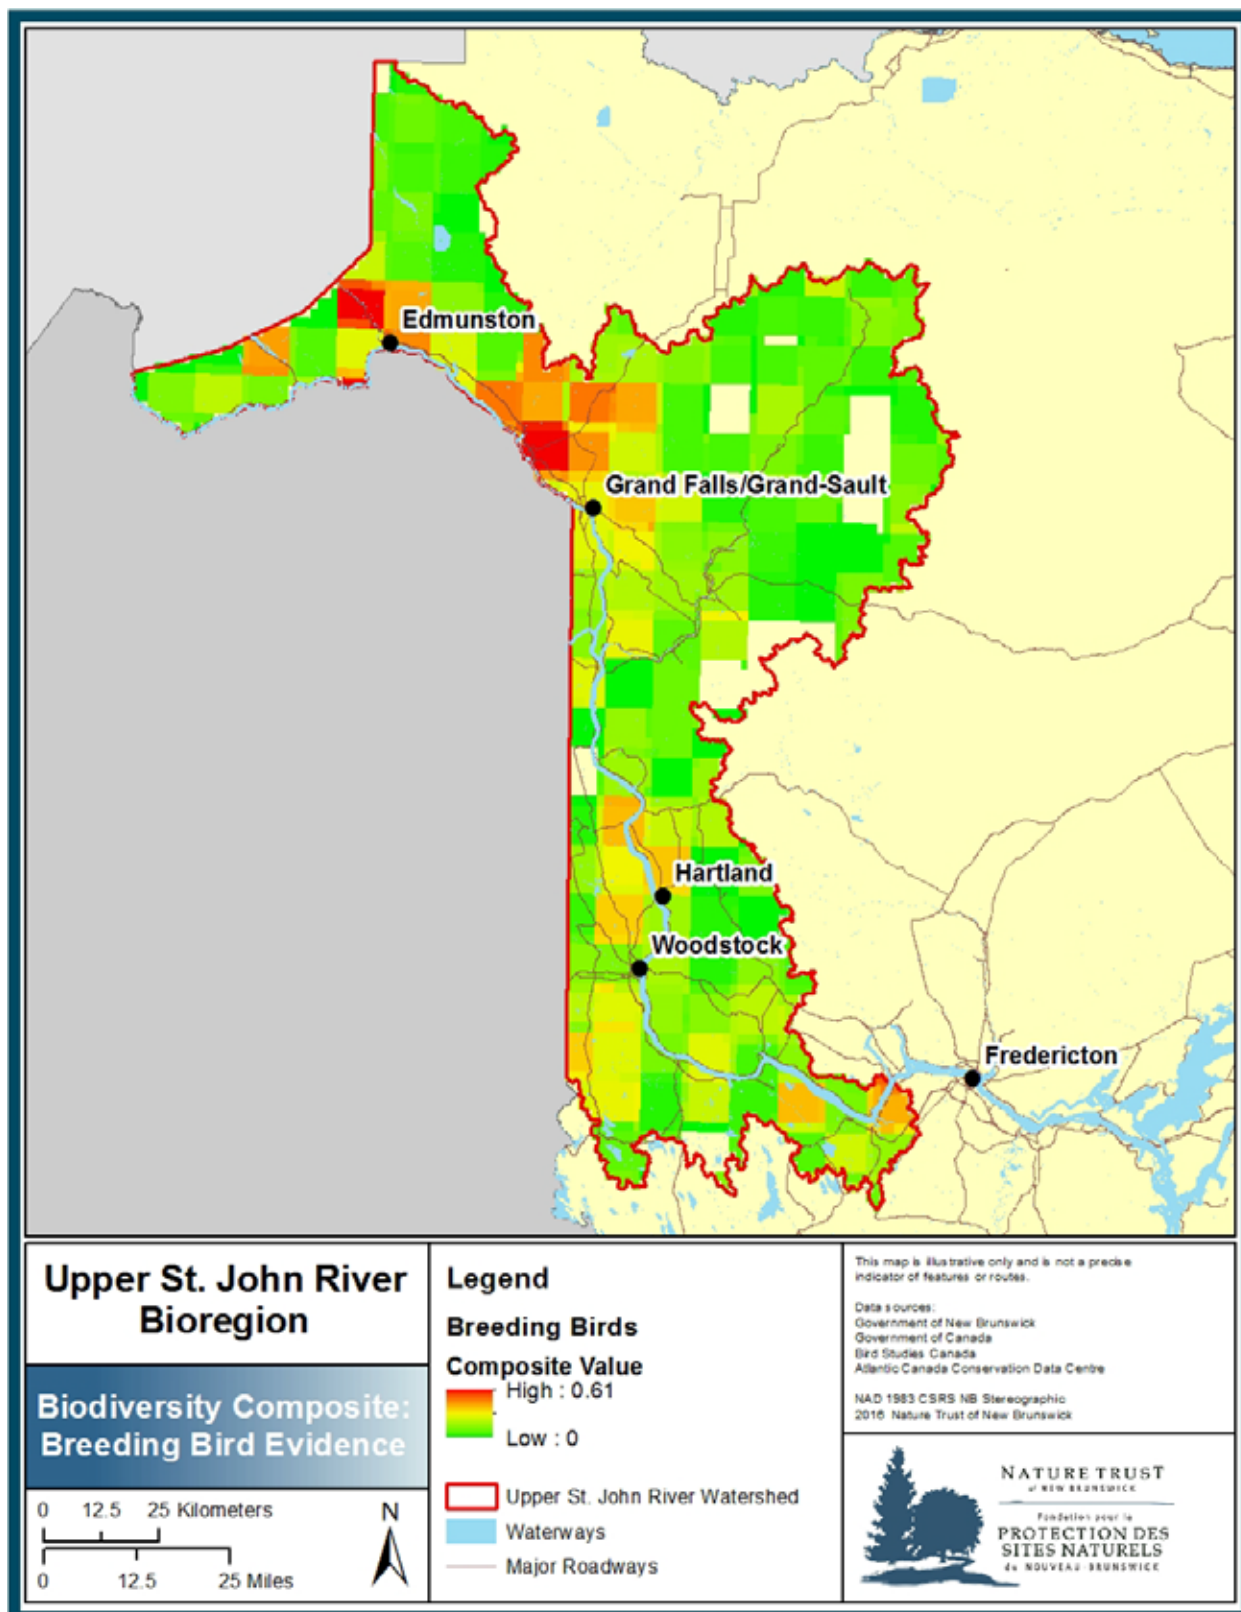 Edmunston
Grand Falls/Grand-Sault
Hartland
Woodstock
Fredericton
Upper St. John River
Bioregion
Biodiversity Composite:
Breeding Bird Evidence
0 12.5 25 Kilometers
0 12.5 25 Miles
N
Legend
Breeding Birds
Composite Value
High : 0.61
Low : 0
Upper St. John River Watershed
Waterways
Major Roadways
This map is illustrative only and is not a precise
indicator of features or routes.
Data sources:
Government of New Brunswick
Government of Canada
Bird Studies Canada
Atlantic Canada Conservation Data Centre
NAD 1983 CSRS NB Stereographic
2016 Nature Trust of New Brunswick
NATURE TRUST
OF NEW BRUNSWICK
Fondation pour la
PROTECTION DES
SITES NATURELS
du NOUVEAU-BRUNSWICK